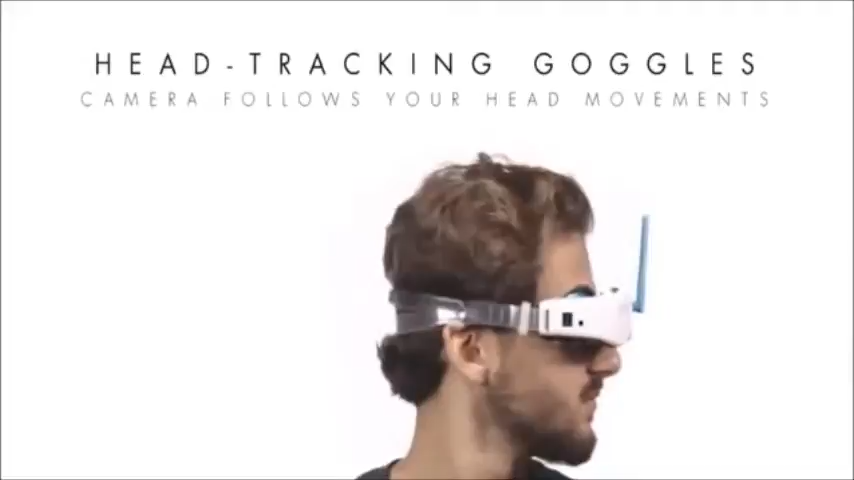 HEAD-TRACKING GOGGLES
CAMERA FOLLOWS YOUR HEAD MOVEMENTS